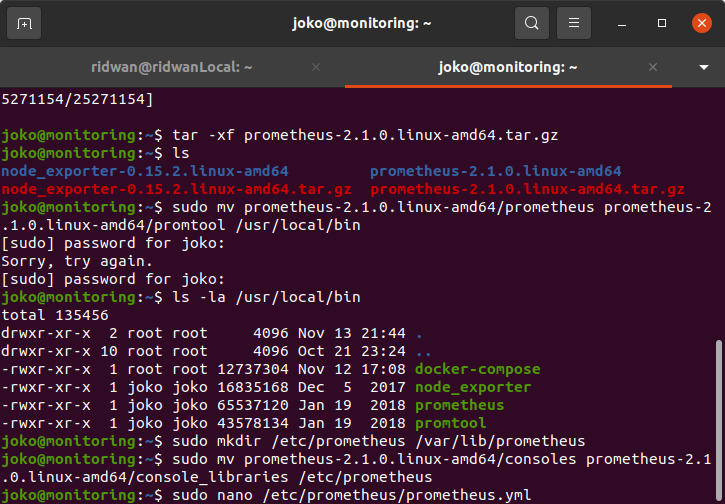 joko@monitoring: ~
ridwan@ridwanLocal: ~
joko@monitoring: ~
5271154/25271154]
joko@monitoring:~$ tar -xf prometheus-2.1.0.linux-amd64.tar.gz
joko@monitoring:~$ ls
node_exporter-0.15.2.linux-amd64         prometheus-2.1.0.linux-amd64
node_exporter-0.15.2.linux-amd64.tar.gz  prometheus-2.1.0.linux-amd64.tar.gz
joko@monitoring:~$ sudo mv prometheus-2.1.0.linux-amd64/prometheus prometheus-2
.1.0.linux-amd64/promtool /usr/local/bin
[sudo] password for joko:
Sorry, try again.
[sudo] password for joko:
joko@monitoring:~$ ls -la /usr/local/bin
total 135456
drwxr-xr-x  2 root root     4096 Nov 13 21:44 .
drwxr-xr-x 10 root root     4096 Oct 21 23:24 ..
-rwxr-xr-x  1 root root 12737304 Nov 12 17:08 docker-compose
-rwxr-xr-x  1 joko joko 16835168 Dec  5  2017 node_exporter
-rwxr-xr-x  1 joko joko 65537120 Jan 19  2018 prometheus
-rwxr-xr-x  1 joko joko 43578134 Jan 19  2018 promtool
joko@monitoring:~$ sudo mkdir /etc/prometheus /var/lib/prometheus
joko@monitoring:~$ sudo mv prometheus-2.1.0.linux-amd64/consoles prometheus-2.1
.0.linux-amd64/console_libraries /etc/prometheus
joko@monitoring:~$ sudo nano /etc/prometheus/prometheus.yml